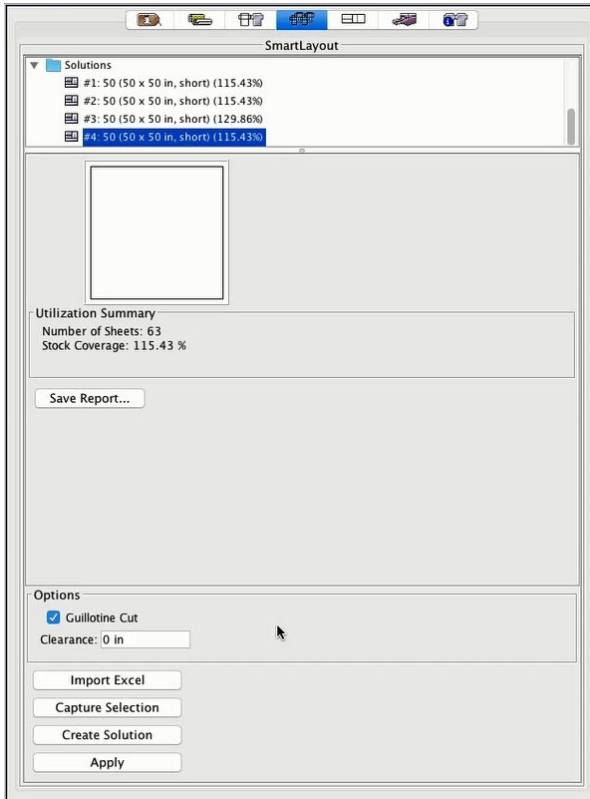 SmartLayout
Solutions
#1: 50 (50 x 50 in, short) (115.43%)
#2: 50 (50 x 50 in, short) (115.43%)
#3: 50 (50 x 50 in, short) (129.86%)
#4: 50 (50 x 50 in, short) (115.43%)
Utilization Summary
Number of Sheets: 63
Stock Coverage: 115.43 %
Save Report...
Options
Guillotine Cut
Clearance: 0 in
Import Excel
Capture Selection
Create Solution
Apply